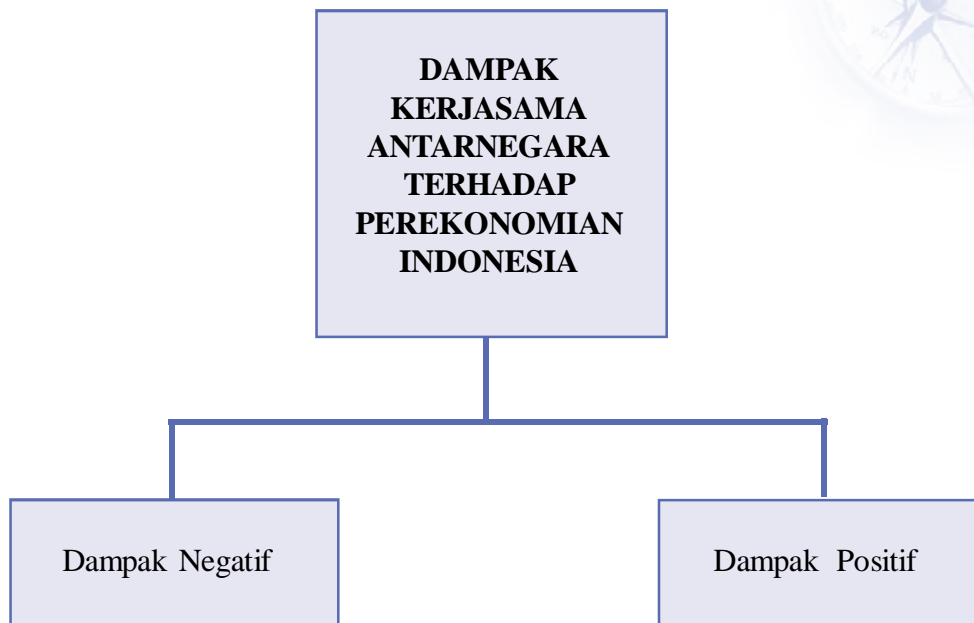 DAMPAK
KERJASAMA
ANTARNEGARA
TERHADAP
PEREKONOMIAN
INDONESIA
Dampak Negatif
Dampak Positif